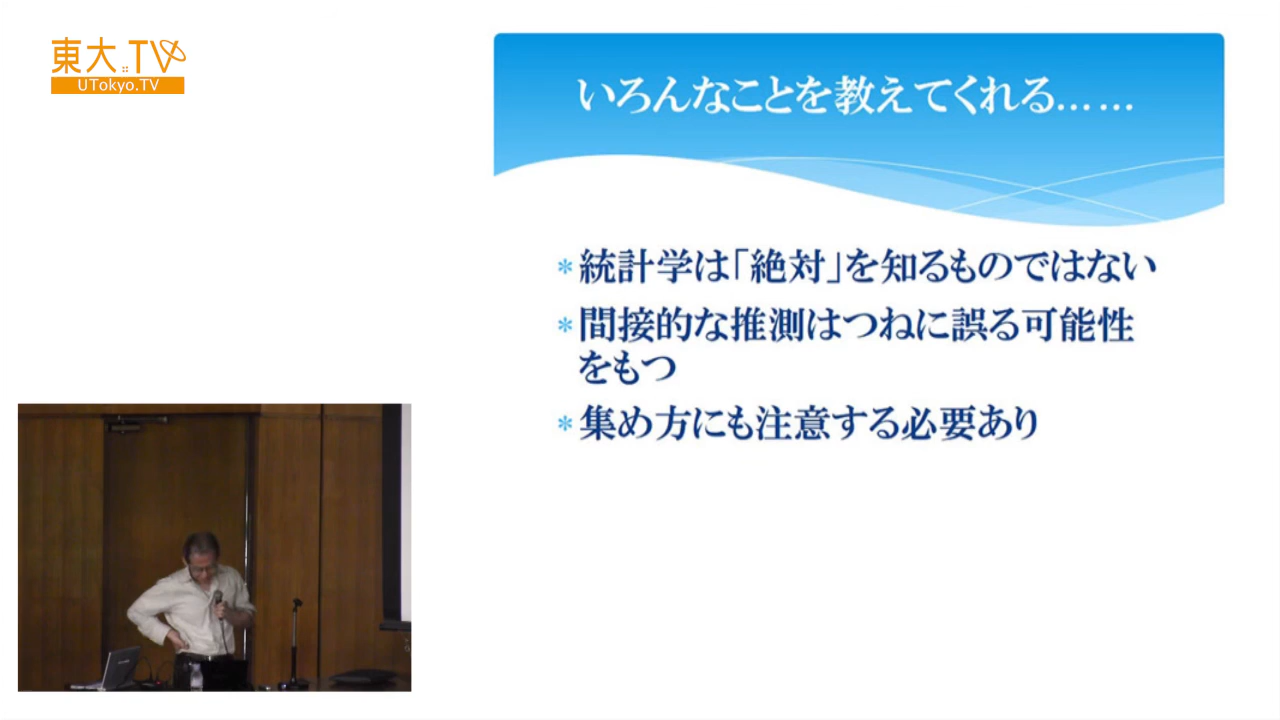 東大.TV
UTokyo.TV
いろんなことを教えてくれる……
*統計学は「絶対」を知るものではない
*間接的な推測はつねに誤る可能性
をもつ
*集め方にも注意する必要あり